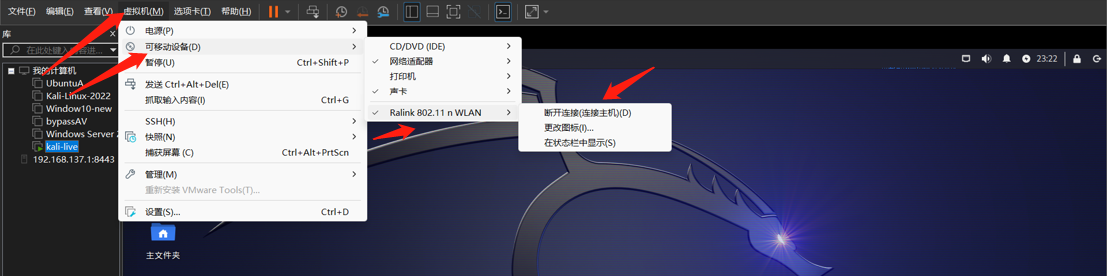 文件(F) 编辑(E) 查看(V) 虚拟机(M) 选项卡(T) 帮助(H)
库
在此处键入内容进...
我的计算机
UbuntuA
Kali-Linux-2022
Window10-new
bypassAV
Windows Server 2
kali-live
192.168.137.1:8443
电源(P)
可移动设备(D)
暂停(U) Ctrl+Shift+P
发送 Ctrl+Alt+Del(E)
抓取输入内容(I) Ctrl+G
SSH(H)
快照(N)
捕获屏幕 (C) Ctrl+Alt+PrtScn
管理(M)
重新安装 VMware Tools(T)...
设置(S)... Ctrl+D
CD/DVD (IDE)
网络适配器
打印机
声卡
Ralink 802.11 n WLAN
断开连接(连接主机)(D)
更改图标(I)...
在状态栏中显示(S)
23:22
主文件夹